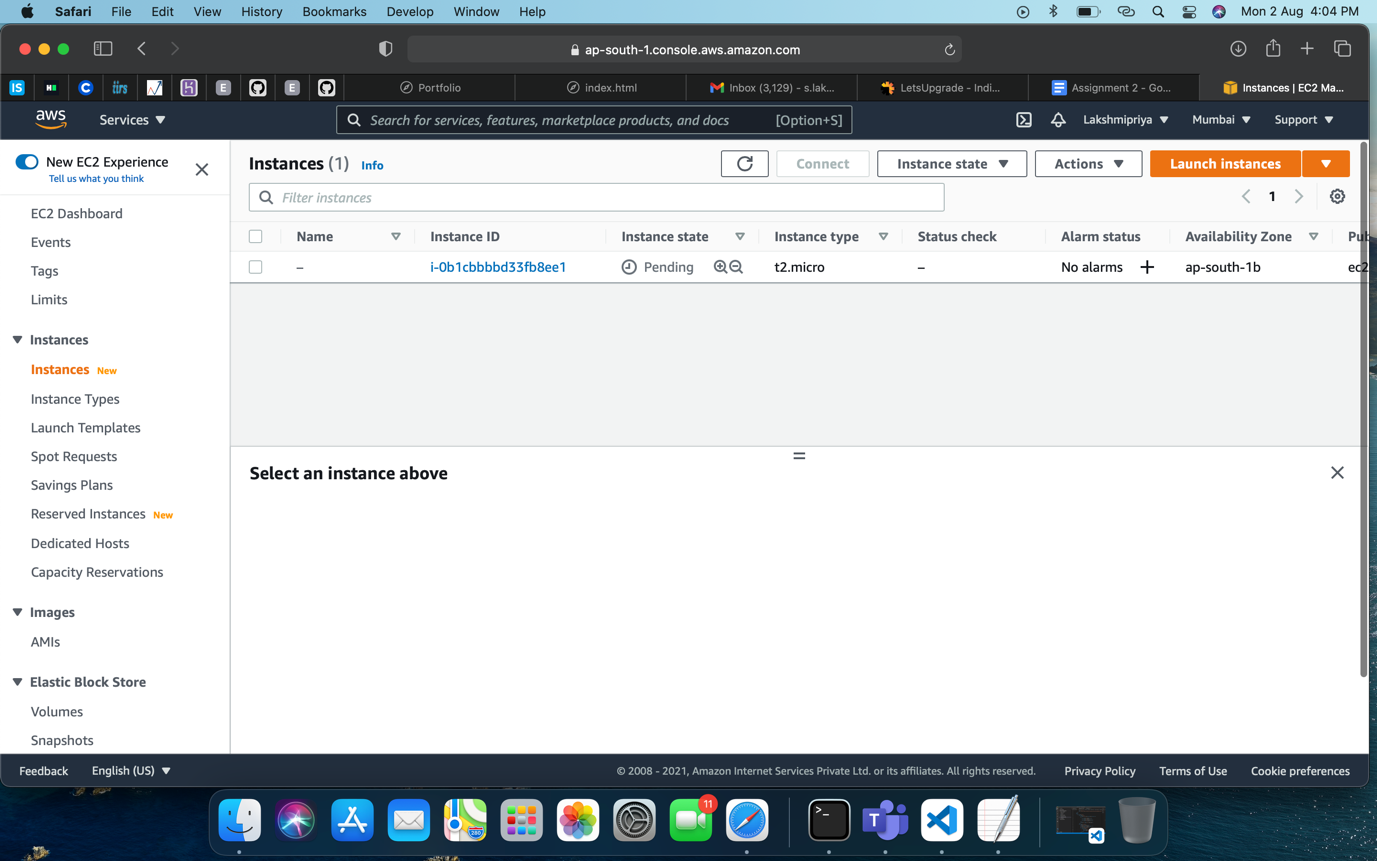 Safari File Edit View History Bookmarks Develop Window Help Mon 2 Aug 4:04 PM
ap-south-1.console.aws.amazon.com
IS H C tirs E E Portfolio index.html Inbox (3,129) - s.lak... LetsUpgrade - Indi... Assignment 2 - Go... Instances | EC2 Ma...
aws Services Search for services, features, marketplace products, and docs [Option+S] Lakshmipriya Mumbai Support
New EC2 Experience
Tell us what you think
EC2 Dashboard
Events
Tags
Limits
Instances
Instances New
Instance Types
Launch Templates
Spot Requests
Savings Plans
Reserved Instances New
Dedicated Hosts
Capacity Reservations
Images
AMIs
Elastic Block Store
Volumes
Snapshots
Instances (1) Info Connect Instance state Actions Launch instances
Filter instances 1
Name Instance ID Instance state Instance type Status check Alarm status Availability Zone Pub
– i-0b1cbbbbd33fb8ee1 Pending t2.micro – No alarms + ap-south-1b ec2
Select an instance above
Feedback English (US) © 2008 - 2021, Amazon Internet Services Private Ltd. or its affiliates. All rights reserved. Privacy Policy Terms of Use Cookie preferences
280 11 >_ T